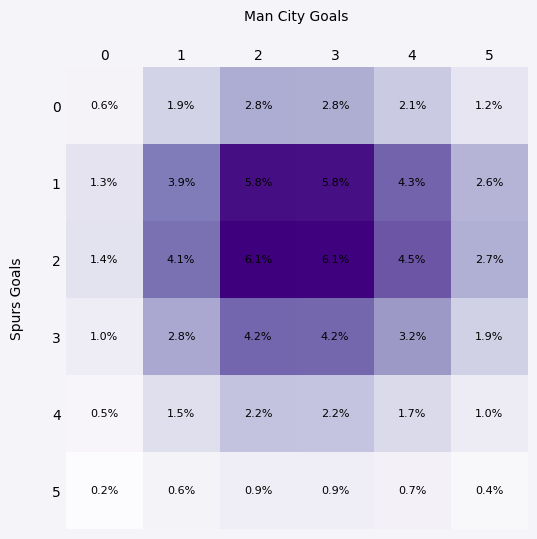 Man City Goals
0 1 2 3 4 5
0 0.6% 1.9% 2.8% 2.8% 2.1% 1.2%
1 1.3% 3.9% 5.8% 5.8% 4.3% 2.6%
2 1.4% 4.1% 6.1% 6.1% 4.5% 2.7%
3 1.0% 2.8% 4.2% 4.2% 3.2% 1.9%
4 0.5% 1.5% 2.2% 2.2% 1.7% 1.0%
5 0.2% 0.6% 0.9% 0.9% 0.7% 0.4%
Spurs Goals